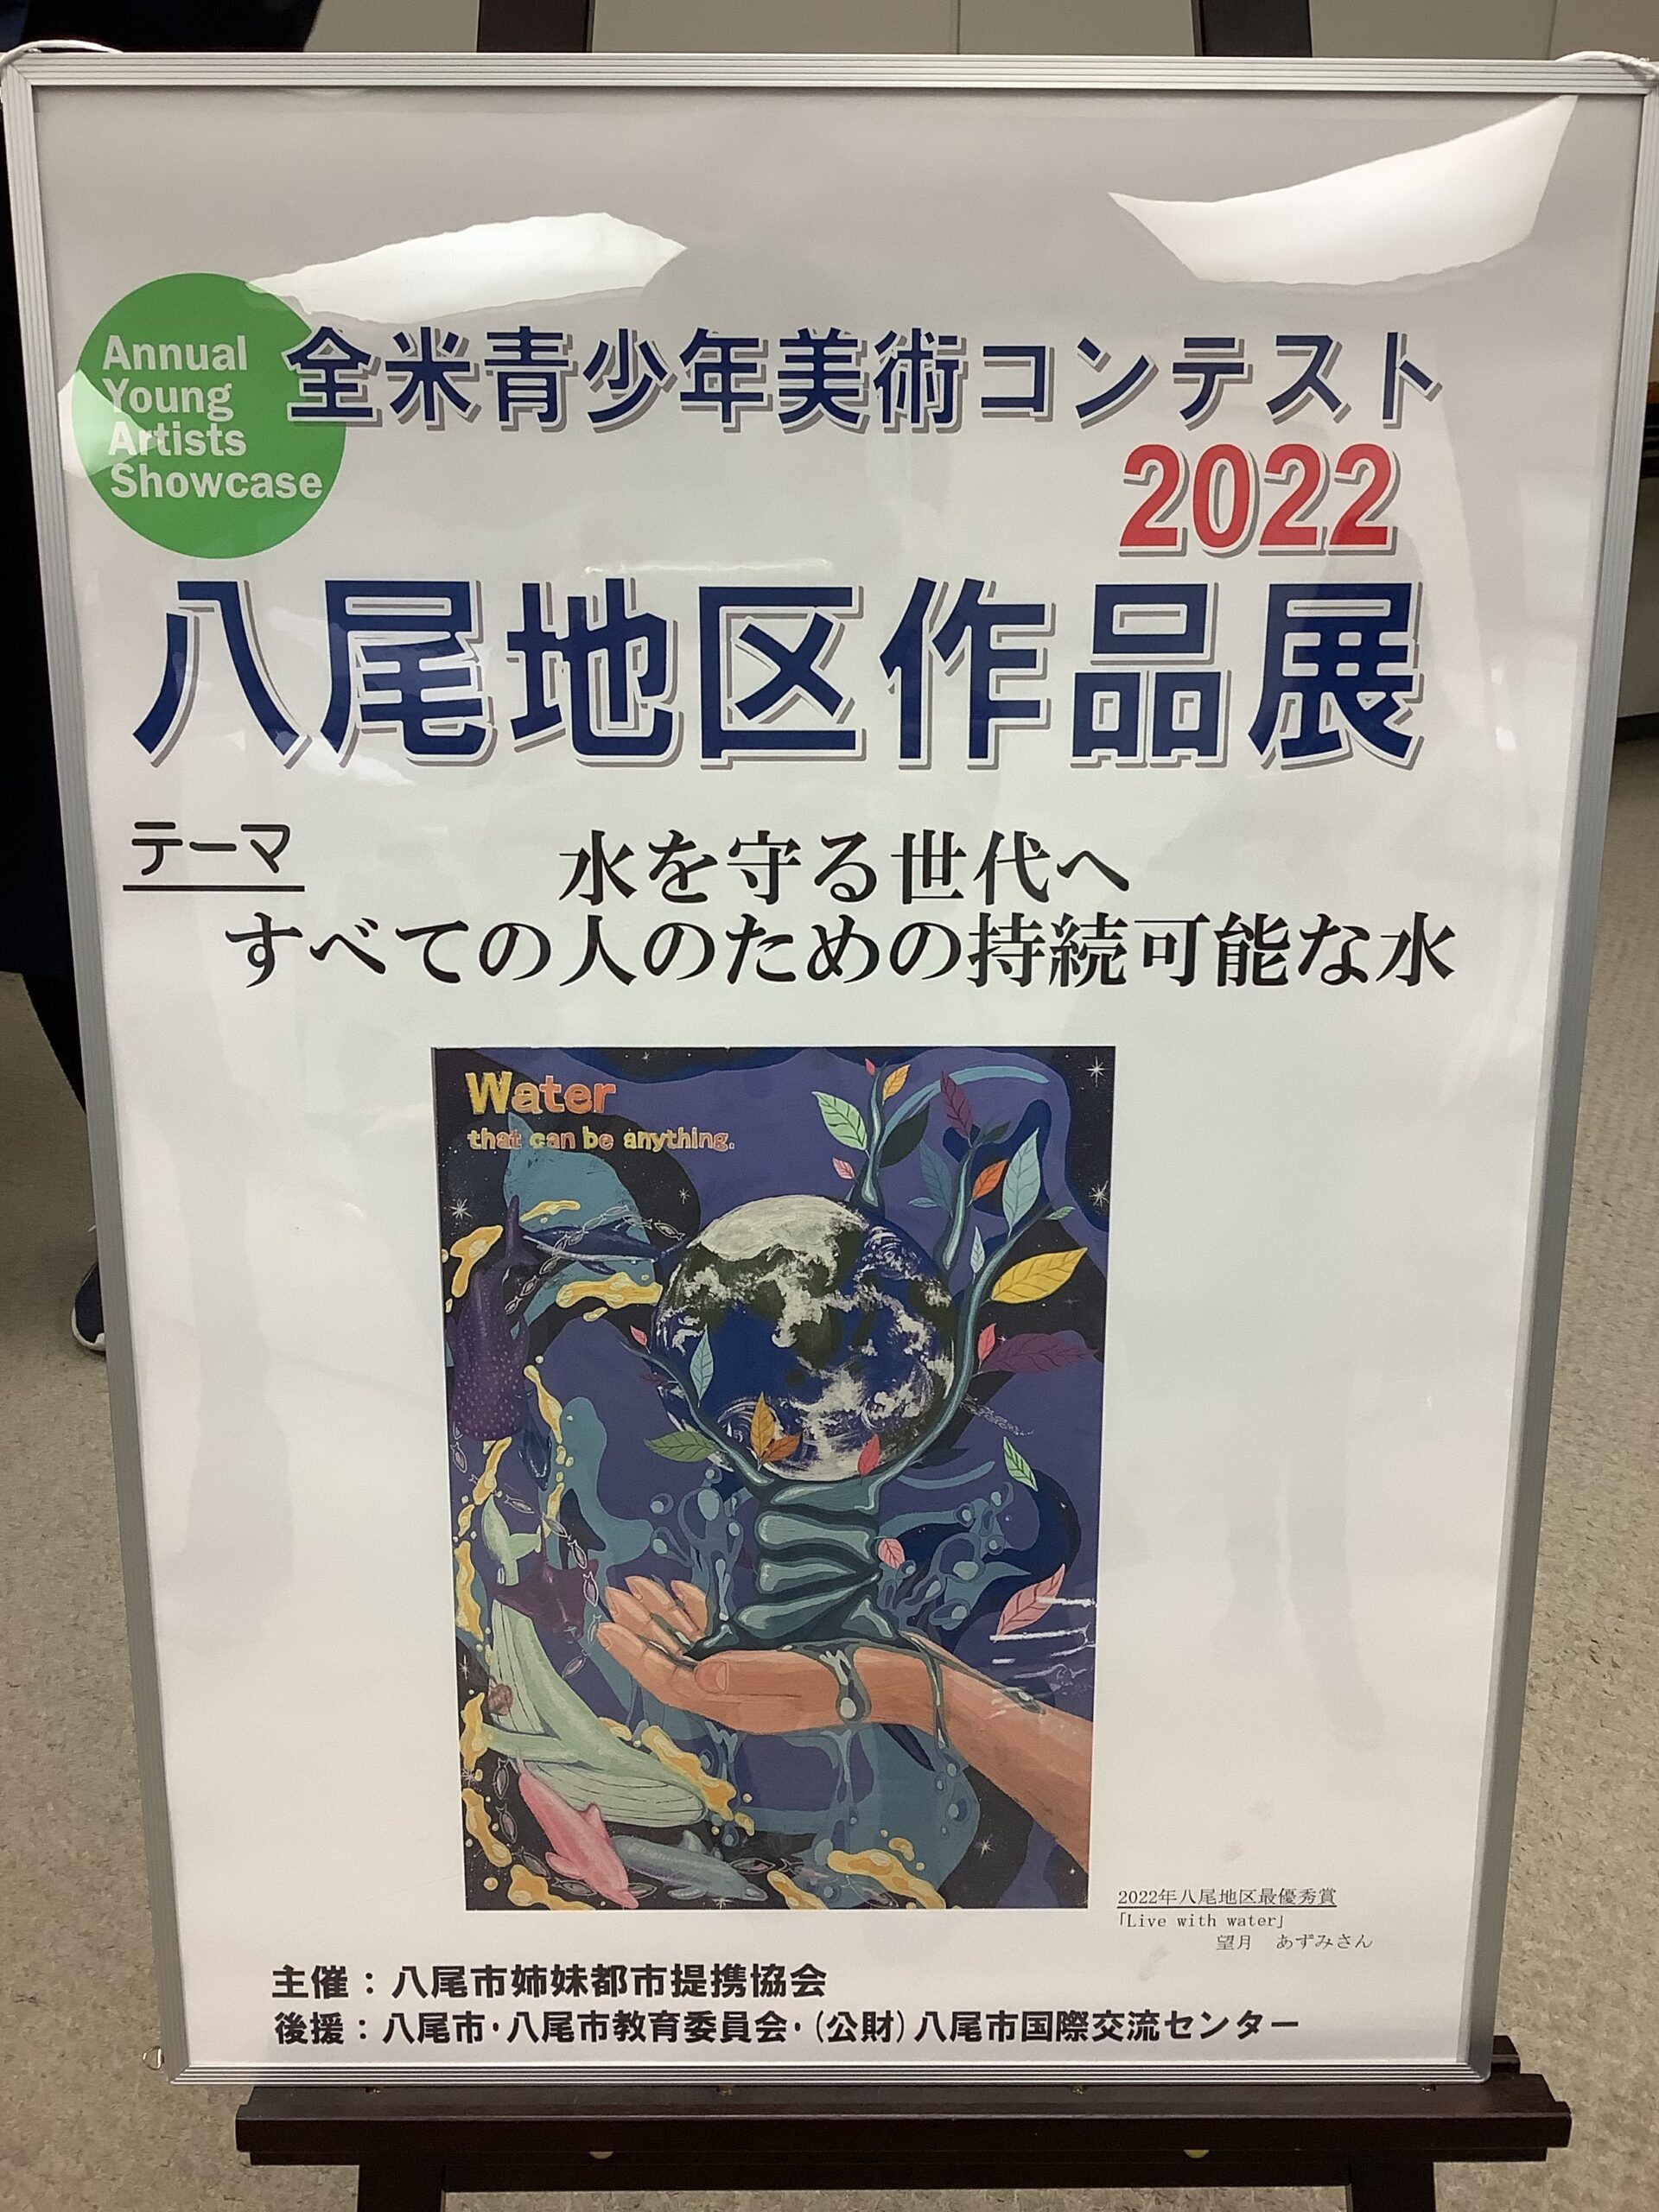 Annual
Young
Artists
Showcase
全米青少年美術コンテスト
2022
八尾地区作品展
テーマ
水を守る世代へ
すべての人のための持続可能な水
Water
that can be anything.
2022年八尾地区最優秀賞
「Live with water」
望月　あずみさん
主催：八尾市姉妹都市提携協会
後援：八尾市・八尾市教育委員会・(公財)八尾市国際交流センター